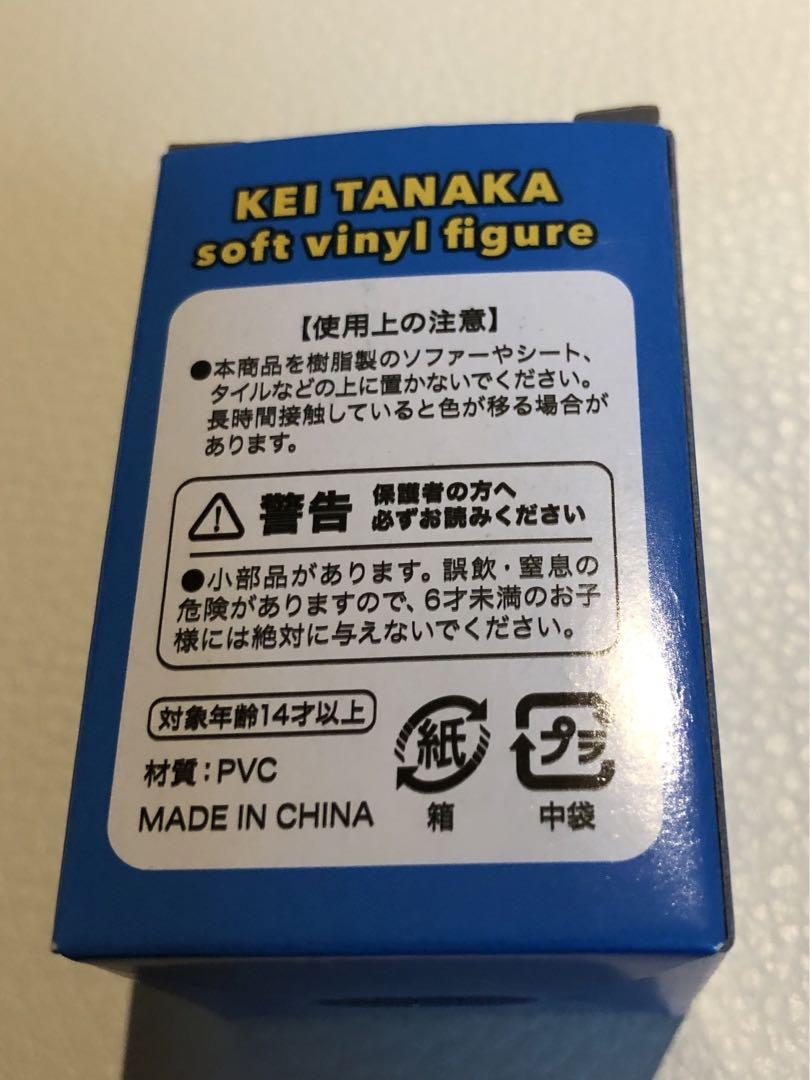 KEI TANAKA
soft vinyl figure
【使用上の注意】
●本商品を樹脂製のソファーやシート、
タイルなどの上に置かないでください。
長時間接触していると色が移る場合が
あります。
警告
保護者の方へ
必ずお読みください
●小部品があります。誤飲・窒息の
危険がありますので、6才未満のお子
様には絶対に与えないでください。
対象年齢14才以上
材質：PVC
MADE IN CHINA
紙
箱
プラ
中袋